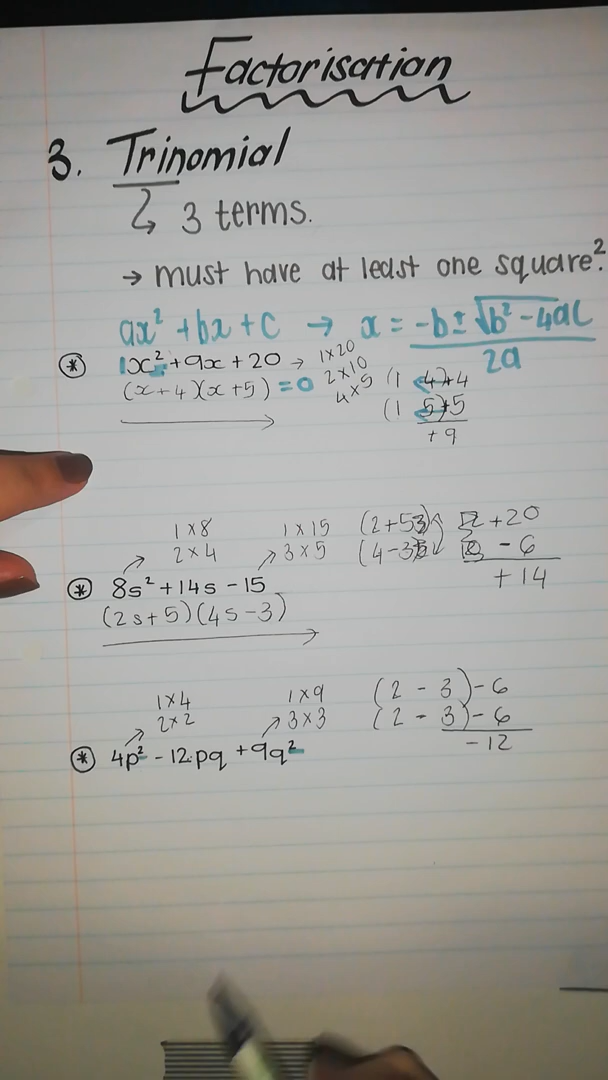 Factorisation
3. Trinomial
↳ 3 terms.
→ must have at least one square².
ax² + bx + c → x = -b ± √b² - 4ac / 2a
* 1x² + 9x + 20 → 1 x 20
2 x 10
4 x 5
(x + 4)(x + 5) = 0
(1 4) + 4
(1 5) + 5
+ 9
1 x 8 1 x 15 (2 + 5
2 x 4 3 x 5 (4 - 3
+ 20
- 6
+ 14
* 8s² + 14s - 15
(2s + 5)(4s - 3)
1 x 4 1 x 9 (2 - 3) - 6
2 x 2 3 x 3 (2 - 3) - 6
- 12
* 4p² - 12pq + 9q²